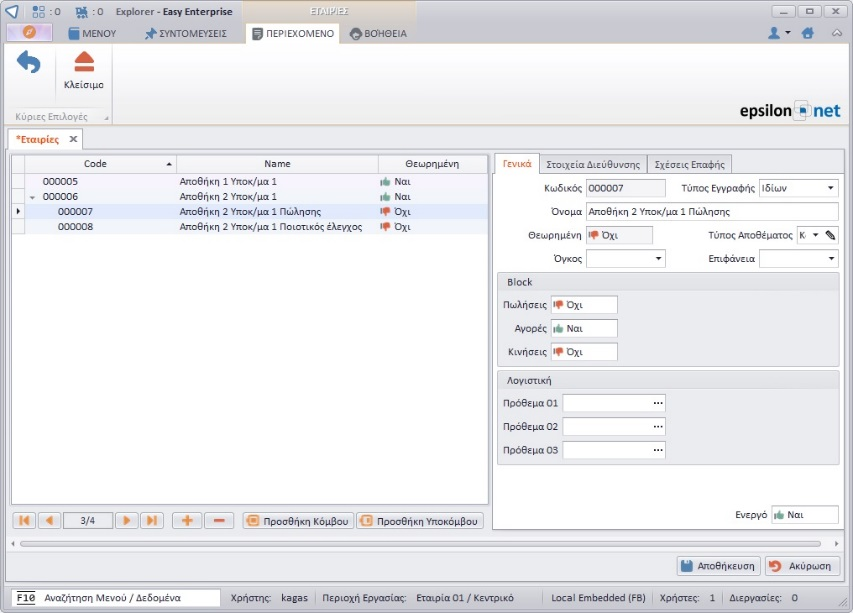 : 0 : 0 Explorer - Easy Enterprise ΕΤΑΙΡΙΕΣ
ΜΕΝΟΥ ΣΥΝΤΟΜΕΥΣΕΙΣ ΠΕΡΙΕΧΟΜΕΝΟ ΒΟΉΘΕΙΑ
Κλείσιμο
Κύριες Επιλογές
epsilon net
*Εταιρίες
Code Name Θεωρημένη
000005 Αποθήκη 1 Υποκ/μα 1 Ναι
000006 Αποθήκη 2 Υποκ/μα 1 Ναι
000007 Αποθήκη 2 Υποκ/μα 1 Πώλησης Όχι
000008 Αποθήκη 2 Υποκ/μα 1 Ποιοτικός έλεγχος Όχι
3/4 Προσθήκη Κόμβου Προσθήκη Υποκόμβου
Γενικά Στοιχεία Διεύθυνσης Σχέσεις Επαφής
Κωδικός 000007 Τύπος Εγγραφής Ιδίων
Όνομα Αποθήκη 2 Υποκ/μα 1 Πώλησης
Θεωρημένη Όχι Τύπος Αποθέματος Κ
Όγκος Επιφάνεια
Block
Πωλήσεις Όχι
Αγορές Ναι
Κινήσεις Όχι
Λογιστική
Πρόθεμα 01 ...
Πρόθεμα 02 ...
Πρόθεμα 03 ...
Ενεργό Ναι
Αποθήκευση Ακύρωση
F10 Αναζήτηση Μενού / Δεδομένα Χρήστης: kagas Περιοχή Εργασίας: Εταιρία 01 / Κεντρικό Local Embedded (FB) Χρήστες: 1 Διεργασίες: 0